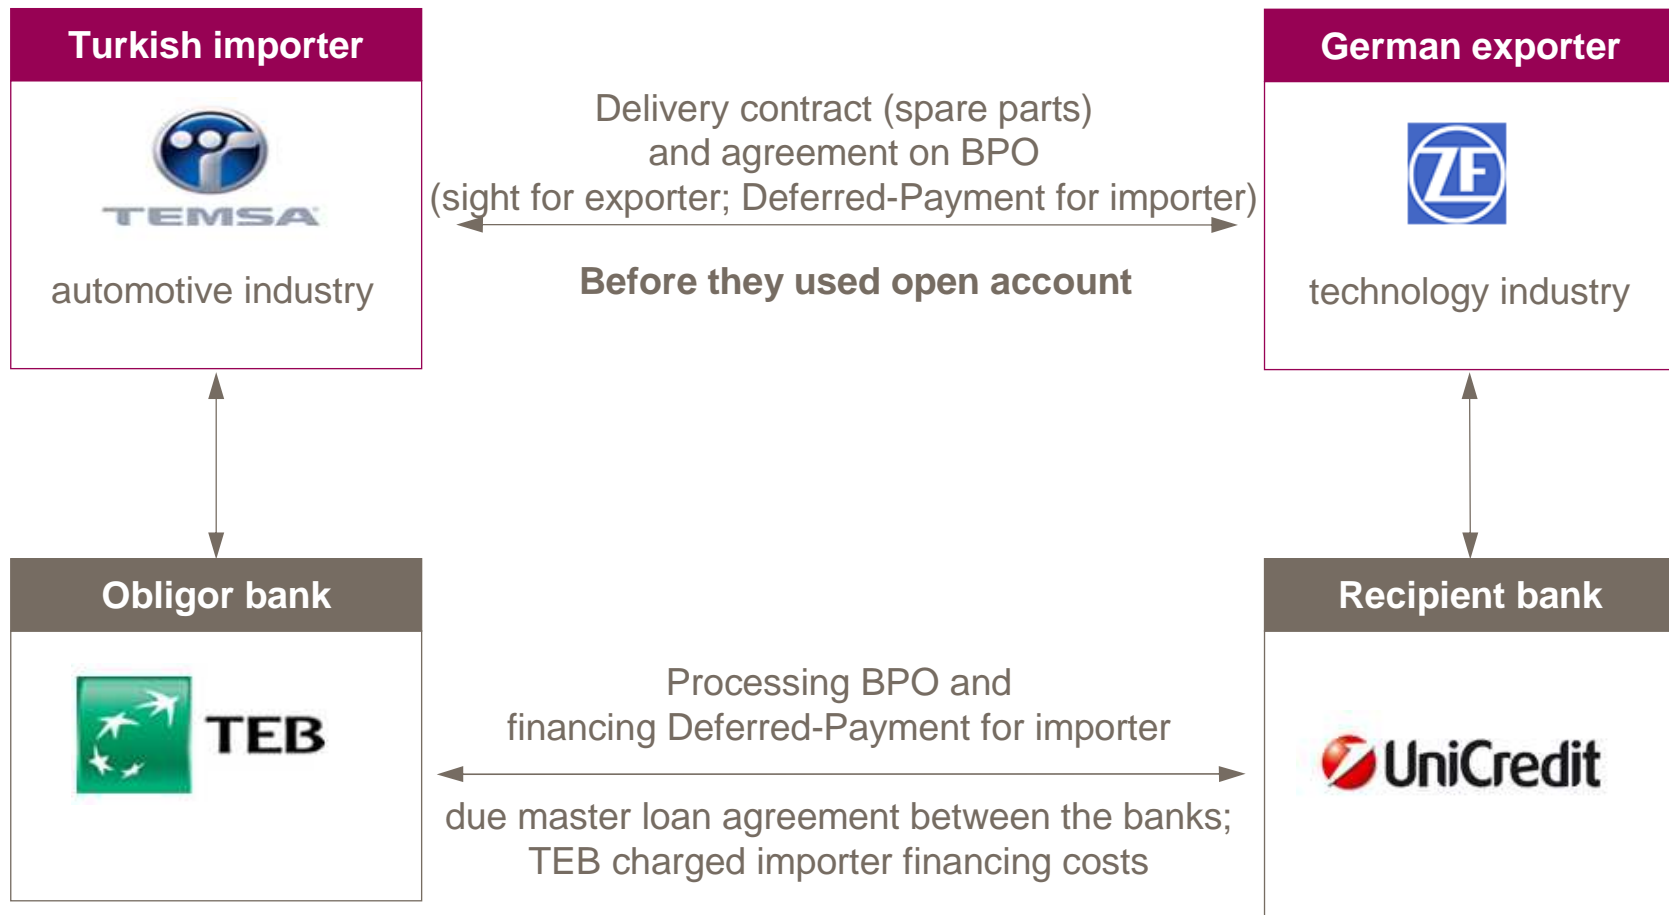 Turkish importer
TEMSA
automotive industry
Delivery contract (spare parts)
and agreement on BPO
(sight for exporter; Deferred-Payment for importer)
Before they used open account
German exporter
ZF
technology industry
Obligor bank
TEB
Processing BPO and
financing Deferred-Payment for importer
due master loan agreement between the banks;
TEB charged importer financing costs
Recipient bank
UniCredit